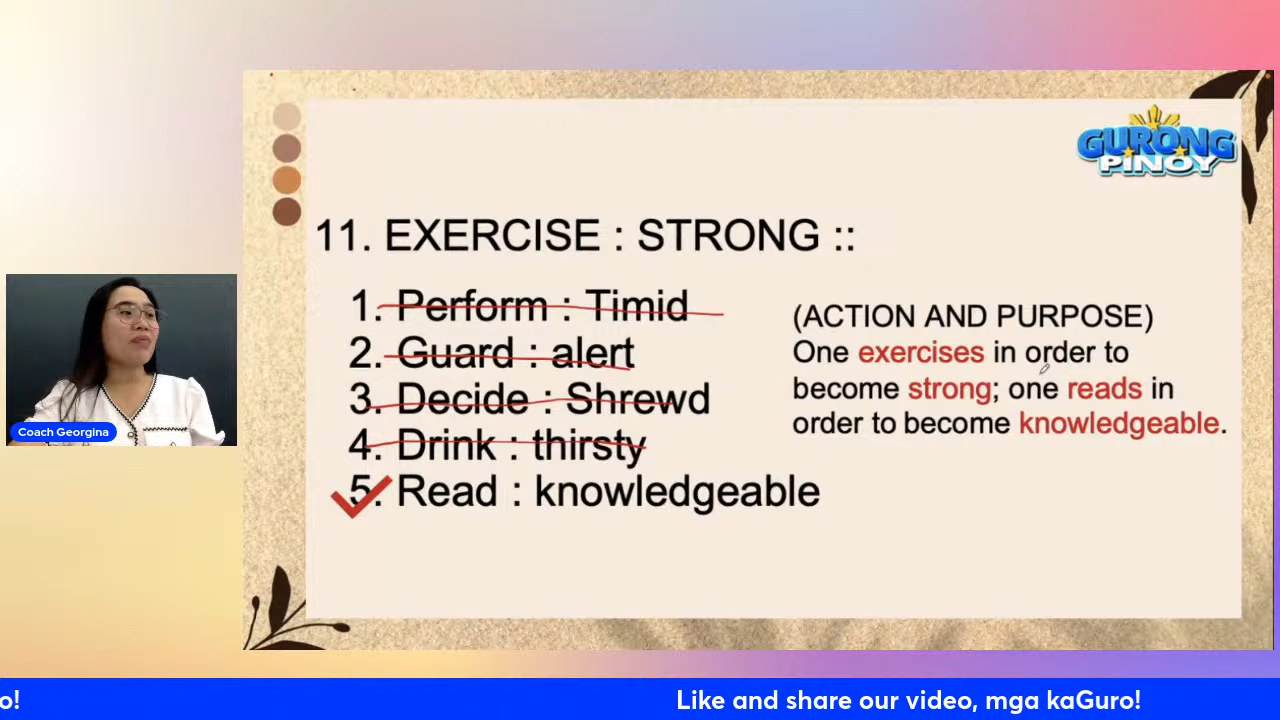 GURONG
PINOY
11. EXERCISE : STRONG ::
1. Perform : Timid
2. Guard : alert
3. Decide : Shrewd
4. Drink : thirsty
5. Read : knowledgeable
(ACTION AND PURPOSE)
One exercises in order to
become strong; one reads in
order to become knowledgeable.
Coach Georgina
o!
Like and share our video, mga kaGuro!